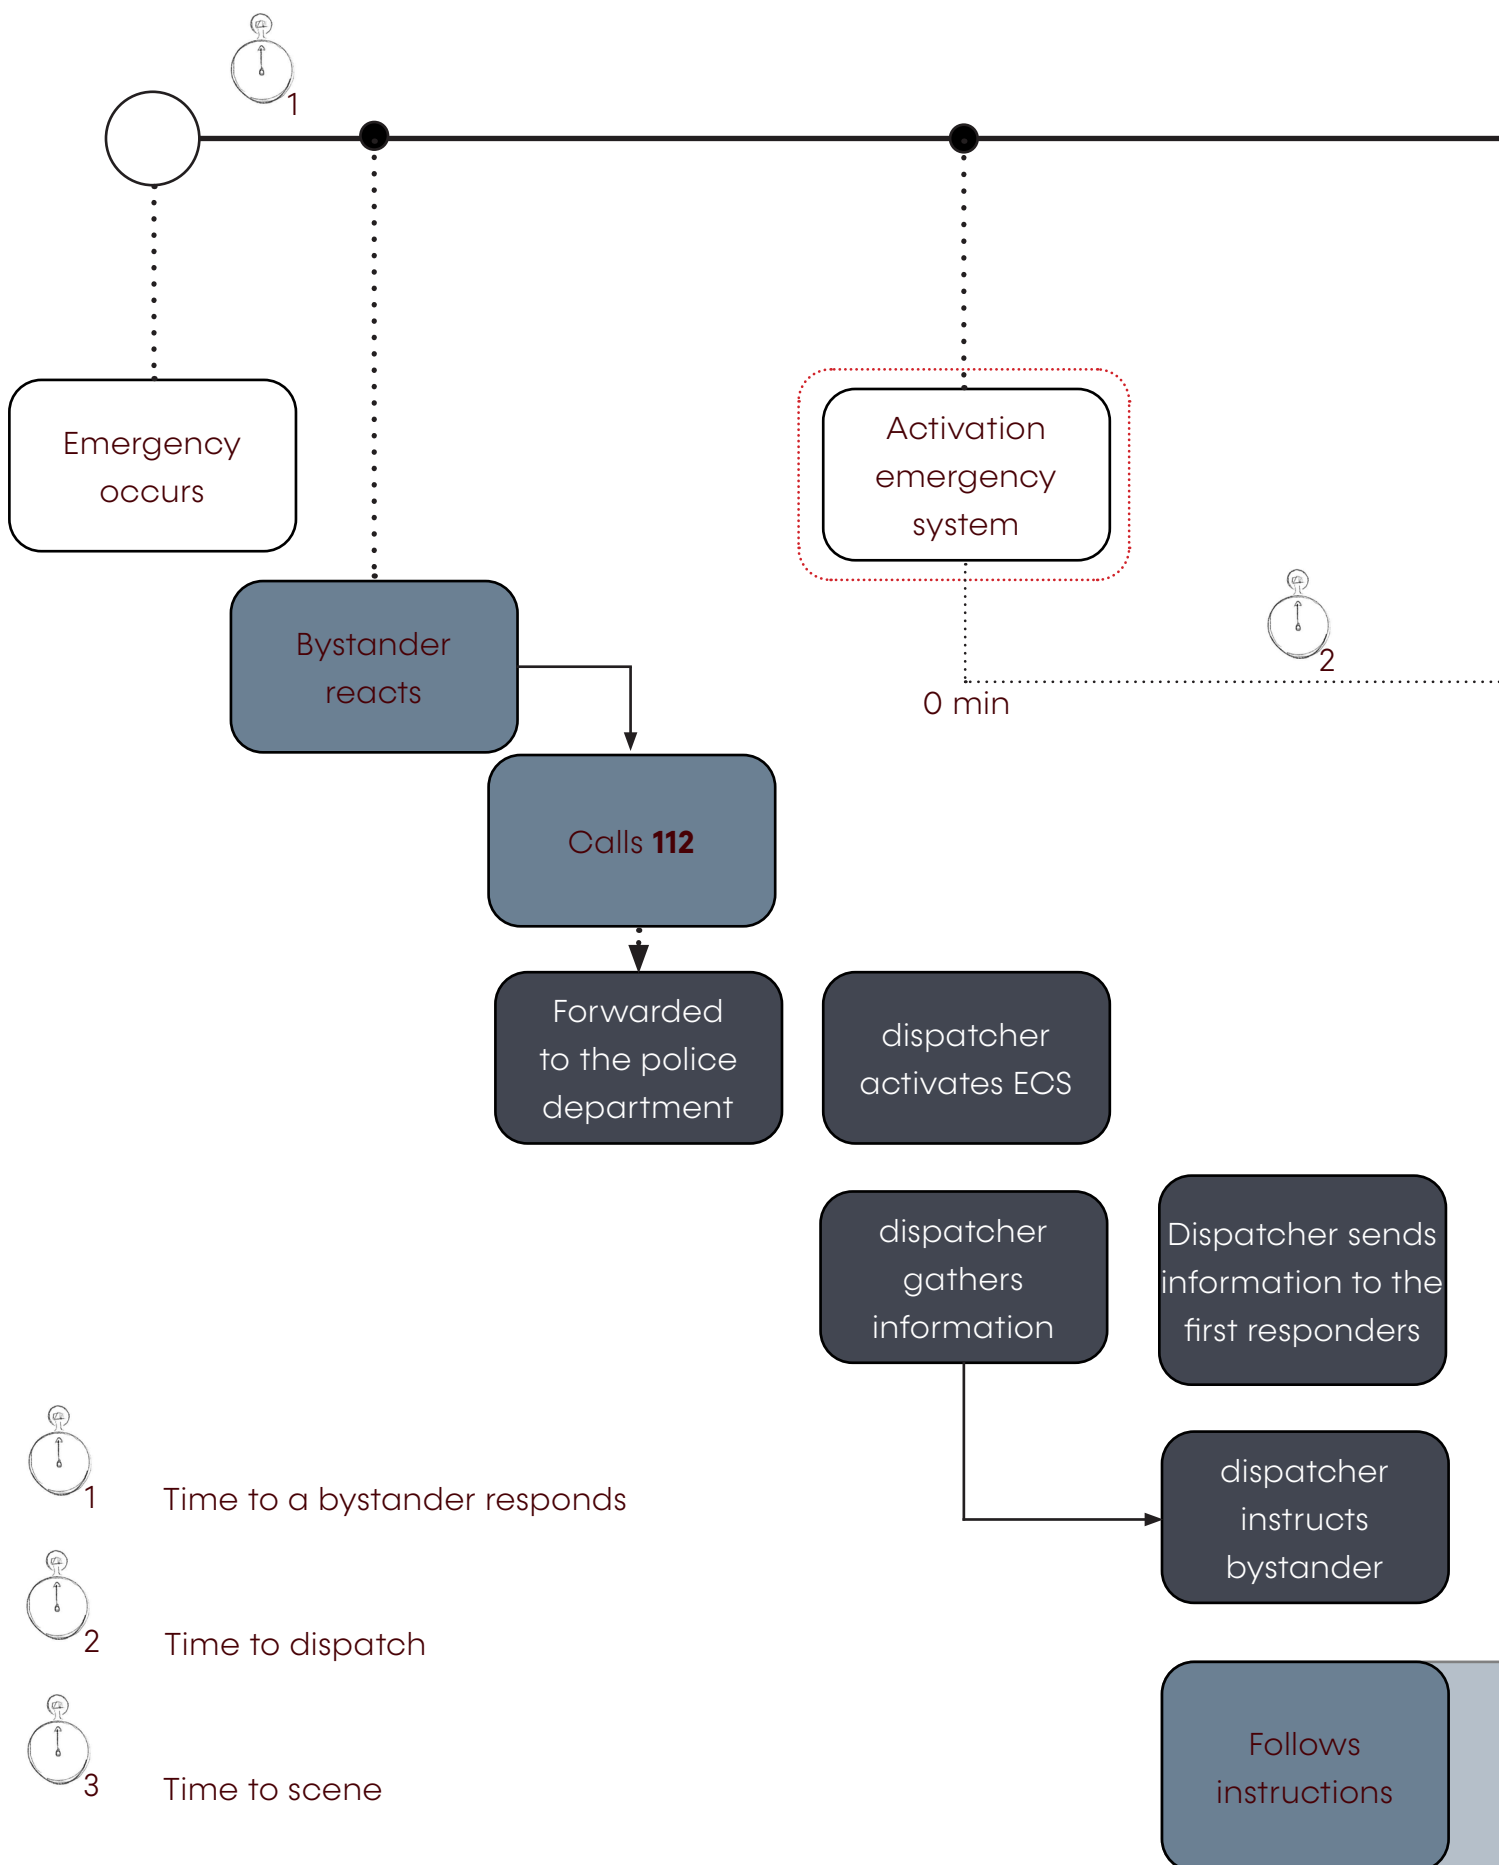 1
Emergency
occurs
Activation
emergency
system
Bystander
reacts
2
0 min
Calls 112
Forwarded
to the police
department
dispatcher
activates ECS
dispatcher
gathers
information
Dispatcher sends
information to the
first responders
dispatcher
instructs
bystander
Follows
instructions
1 Time to a bystander responds
2 Time to dispatch
3 Time to scene